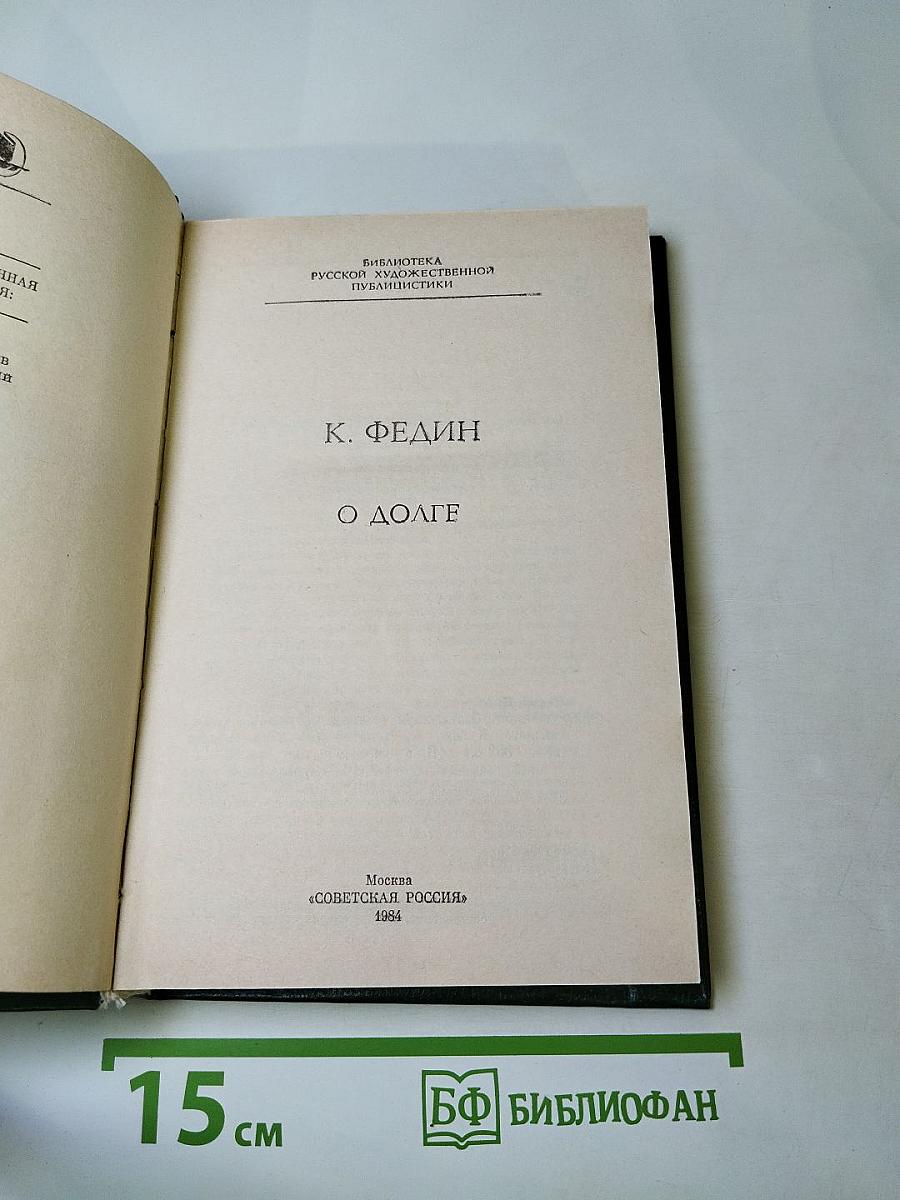 БИБЛИОТЕКА
РУССКОЙ ХУДОЖЕСТВЕННОЙ
ПУБЛИЦИСТИКИ
К. ФЕДИН
О ДОЛГЕ
Москва
«СОВЕТСКАЯ РОССИЯ»
1984
15 см
БФ БИБЛИОФАН